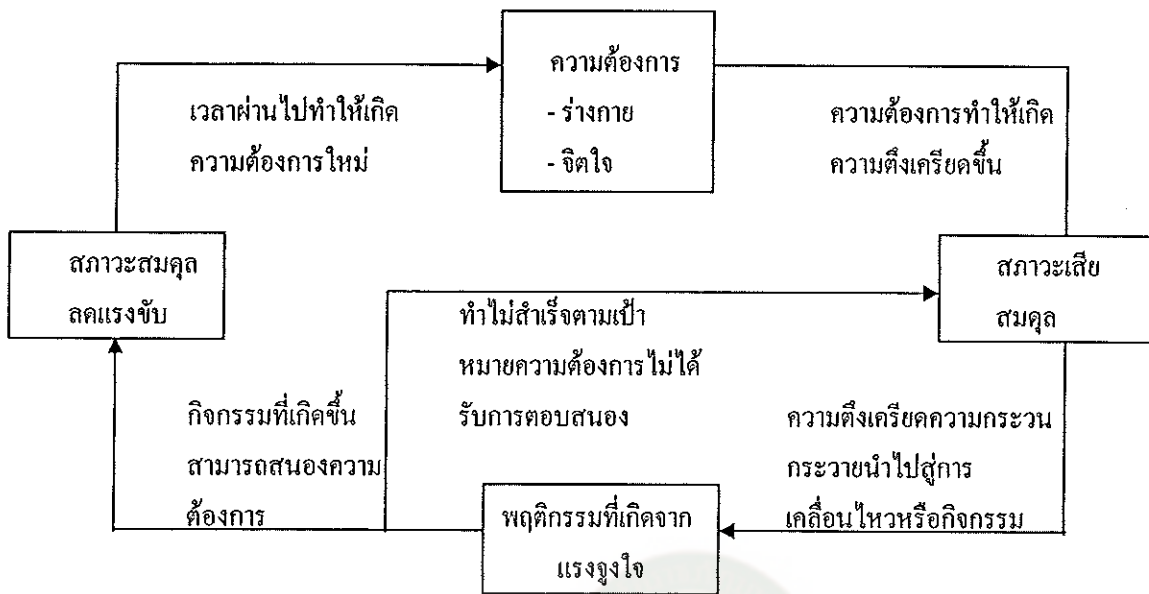 ความต้องการ
- ร่างกาย
- จิตใจ
เวลาผ่านไปทำให้เกิด
ความต้องการใหม่
ความต้องการทำให้เกิด
ความตึงเครียดขึ้น
สภาวะสมดุล
ลดแรงขับ
สภาวะเสีย
สมดุล
ทำไม่สำเร็จตามเป้า
หมายความต้องการไม่ได้
รับการตอบสนอง
กิจกรรมที่เกิดขึ้น
สามารถสนองความ
ต้องการ
ความตึงเครียดความกระวน
กระวายนำไปสู่การ
เคลื่อนไหวหรือกิจกรรม
พฤติกรรมที่เกิดจาก
แรงจูงใจ